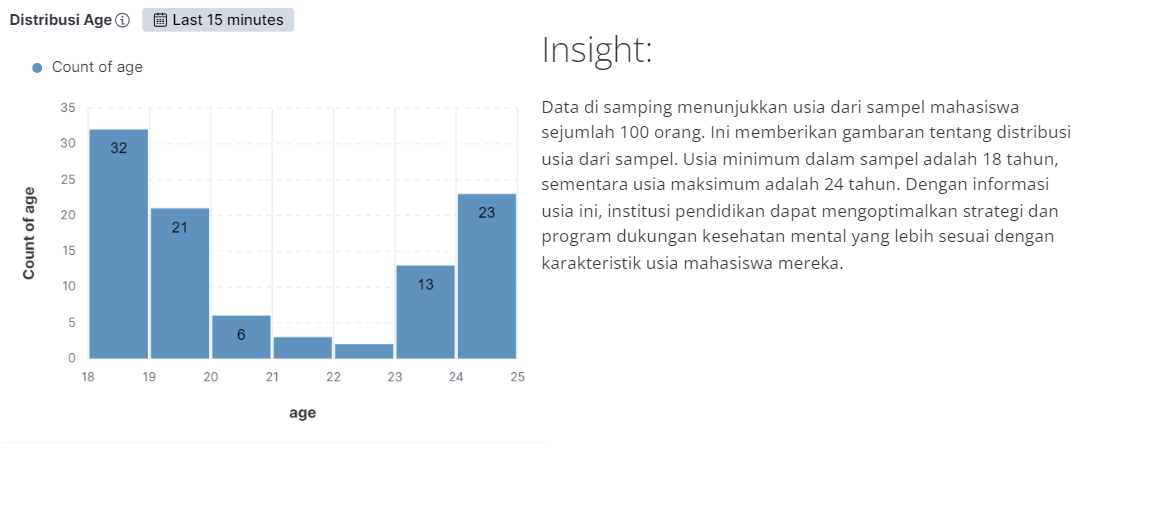 Distribusi Age Last 15 minutes
Count of age
35
30
25
20
15
10
5
0
Count of age
32
21
6
13
23
18 19 20 21 22 23 24 25
age
Insight:
Data di samping menunjukkan usia dari sampel mahasiswa
sejumlah 100 orang. Ini memberikan gambaran tentang distribusi
usia dari sampel. Usia minimum dalam sampel adalah 18 tahun,
sementara usia maksimum adalah 24 tahun. Dengan informasi
usia ini, institusi pendidikan dapat mengoptimalkan strategi dan
program dukungan kesehatan mental yang lebih sesuai dengan
karakteristik usia mahasiswa mereka.